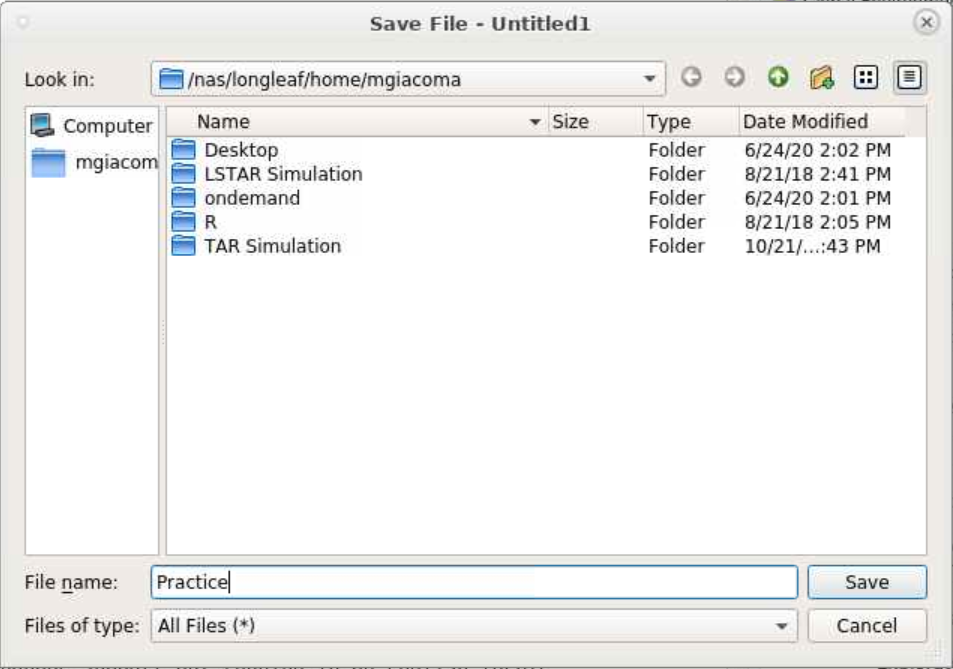 Save File - Untitled1
Look in: /nas/longleaf/home/mgiacoma
Computer
mgiacom
Name Size Type Date Modified
Desktop Folder 6/24/20 2:02 PM
LSTAR Simulation Folder 8/21/18 2:41 PM
ondemand Folder 6/24/20 2:01 PM
R Folder 8/21/18 2:05 PM
TAR Simulation Folder 10/21/...:43 PM
File name: Practice Save
Files of type: All Files (*) Cancel